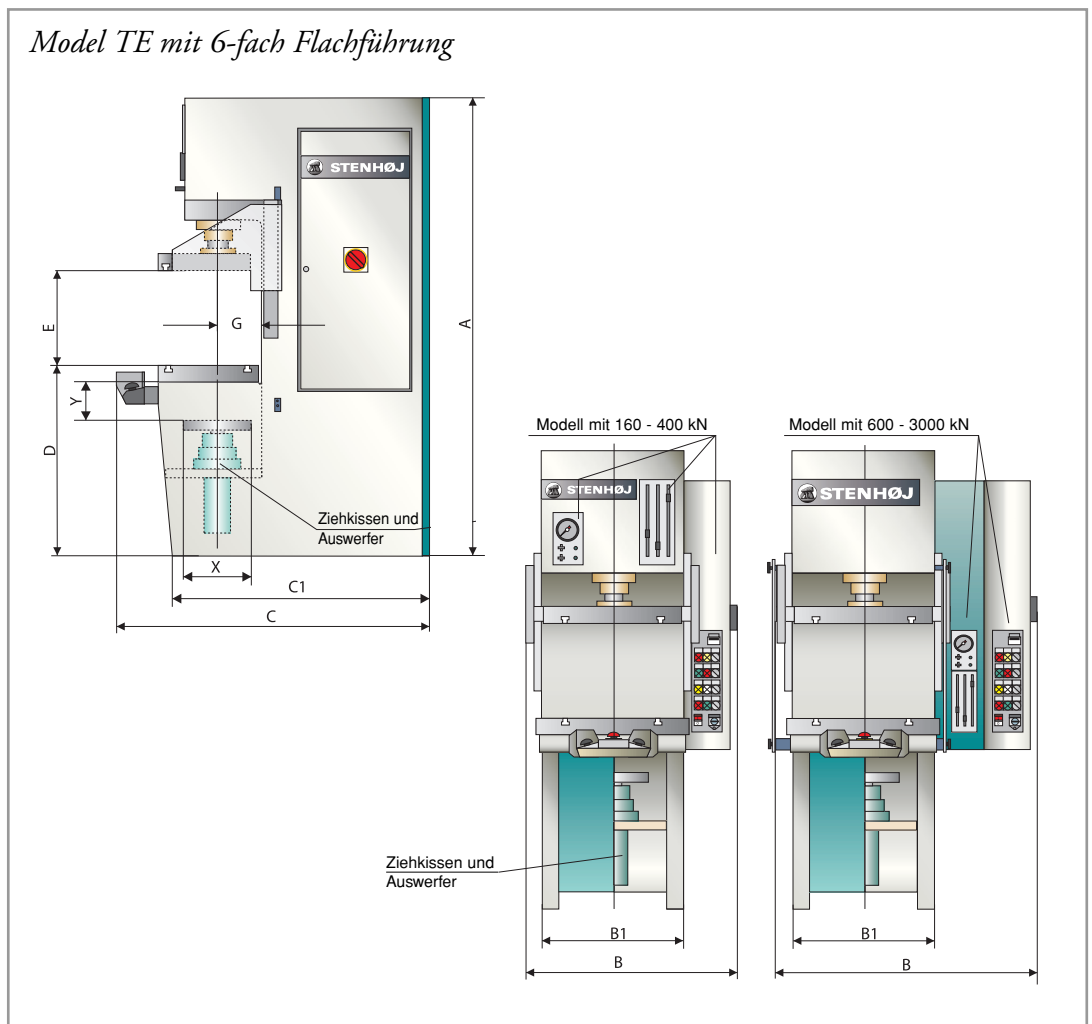 Model TE mit 6-fach Flachführung
STENHØJ
E
G
A
Y
D
Ziehkissen und
Auswerfer
X
C1
C
Modell mit 160 - 400 kN
Modell mit 600 - 3000 kN
STENHØJ
STENHØJ
Ziehkissen und
Auswerfer
B1
B
B1
B